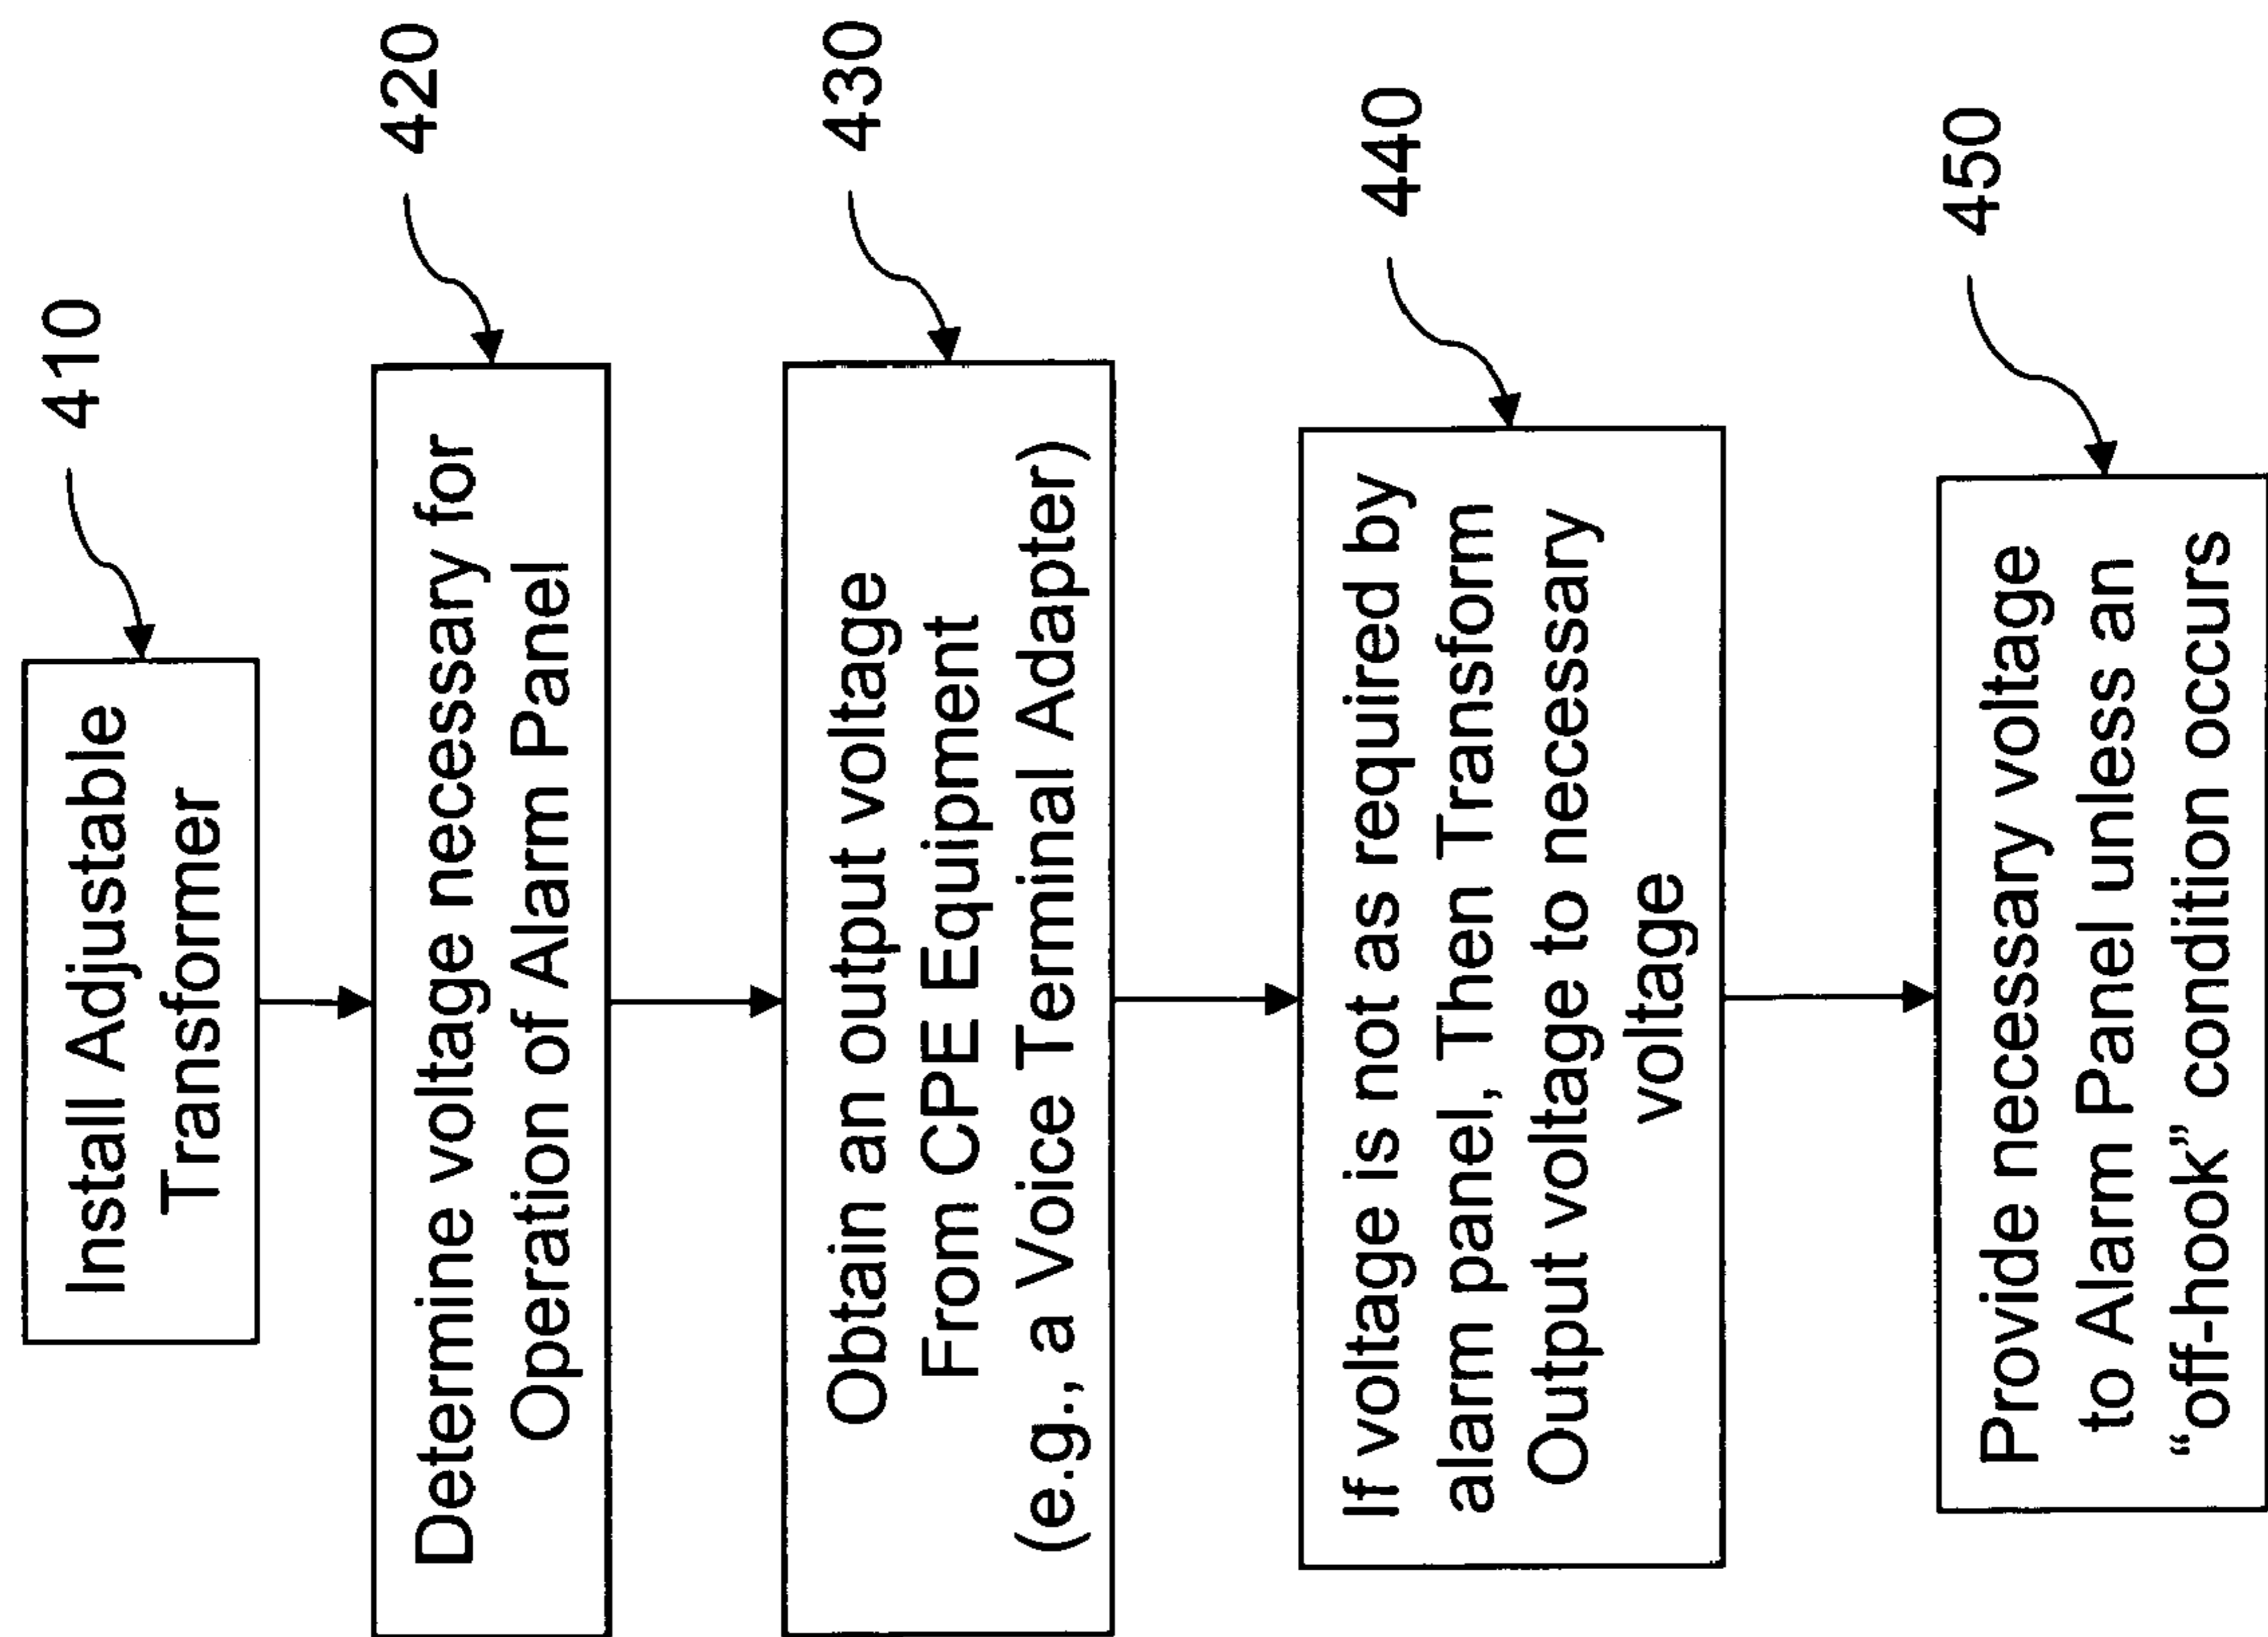 410
Install Adjustable
Transformer
420
Determine voltage necessary for
Operation of Alarm Panel
430
Obtain an output voltage
From CPE Equipment
(e.g., a Voice Terminal Adapter)
440
If voltage is not as required by
alarm panel, Then Transform
Output voltage to necessary
voltage
450
Provide necessary voltage
to Alarm Panel unless an
“off-hook” condition occurs